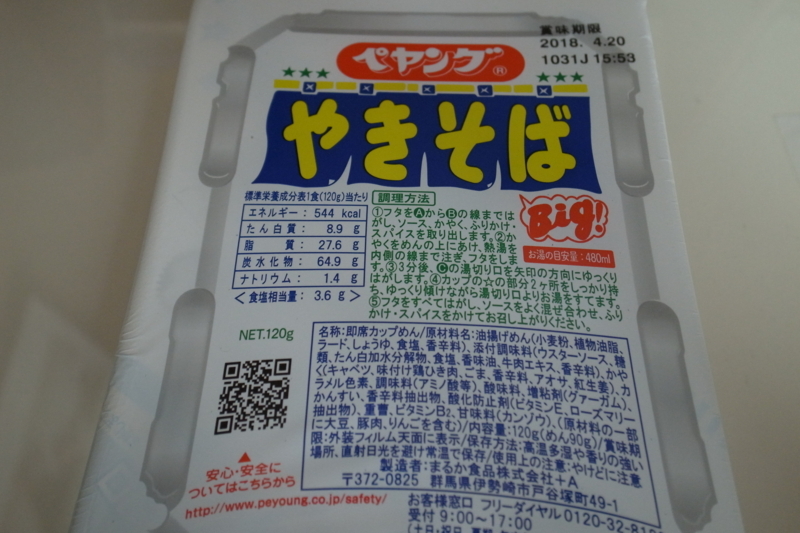 賞味期限
2018. 4.20
1031J 15:53
ペヤング®
★★★ ★★★
やきそば
Big!
お湯の目安量:480ml
標準栄養成分表1食(120g)当たり
エネルギー: 544 kcal
たん白質: 8.9 g
脂 質: 27.6 g
炭水化物: 64.9 g
ナトリウム: 1.4 g
<食塩相当量: 3.6 g>
調理方法
①フタをAからBの線まではが
し、ソース、かやく、ふりかけ・
スパイスを取り出します。②か
やくをめんの上にあけ、熱湯を
内側の線まで注ぎ、フタをしま
す。③3分後、Cの湯切り口を矢印の方向にゆっくり
はがします。④カップの☆の部分2ヶ所をしっかり持
ち、ゆっくり傾けながら湯切り口よりお湯をすてます。
⑤フタをすべてはがし、ソースをよく混ぜ合わせ、ふり
かけ・スパイスをかけてお召し上がりください。
NET.120g
安心・安全に
ついてはこちらから
http://www.peyoung.co.jp/safety/
名称:即席カップめん/原材料名:油揚げめん(小麦粉、植物油脂、
ラード、しょうゆ、食塩、香辛料)、添付調味料(ウスターソース、糖
類、たん白加水分解物、食塩、香味油、牛肉エキス、香辛料)、かや
く(キャベツ、味付け鶏ひき肉、ごま、香辛料、アオサ、紅生姜)、カ
ラメル色素、調味料(アミノ酸等)、酸味料、増粘剤(グァーガム)、
かんすい、香辛料抽出物、酸化防止剤(ビタミンE、ローズマリー
抽出物)、重曹、ビタミンB2、甘味料(カンゾウ)、(原材料の一部
に大豆、豚肉、りんごを含む)/内容量:120g(めん90g)/賞味期
限:外装フィルム天面に表示/保存方法:高温多湿や香りの強い
場所、直射日光を避け常温で保存/使用上の注意:やけどに注意
製造者:まるか食品株式会社+A
〒372-0825 群馬県伊勢崎市戸谷塚町49-1
お客様窓口 フリーダイヤル0120-32-81
受付 9:00〜17:00